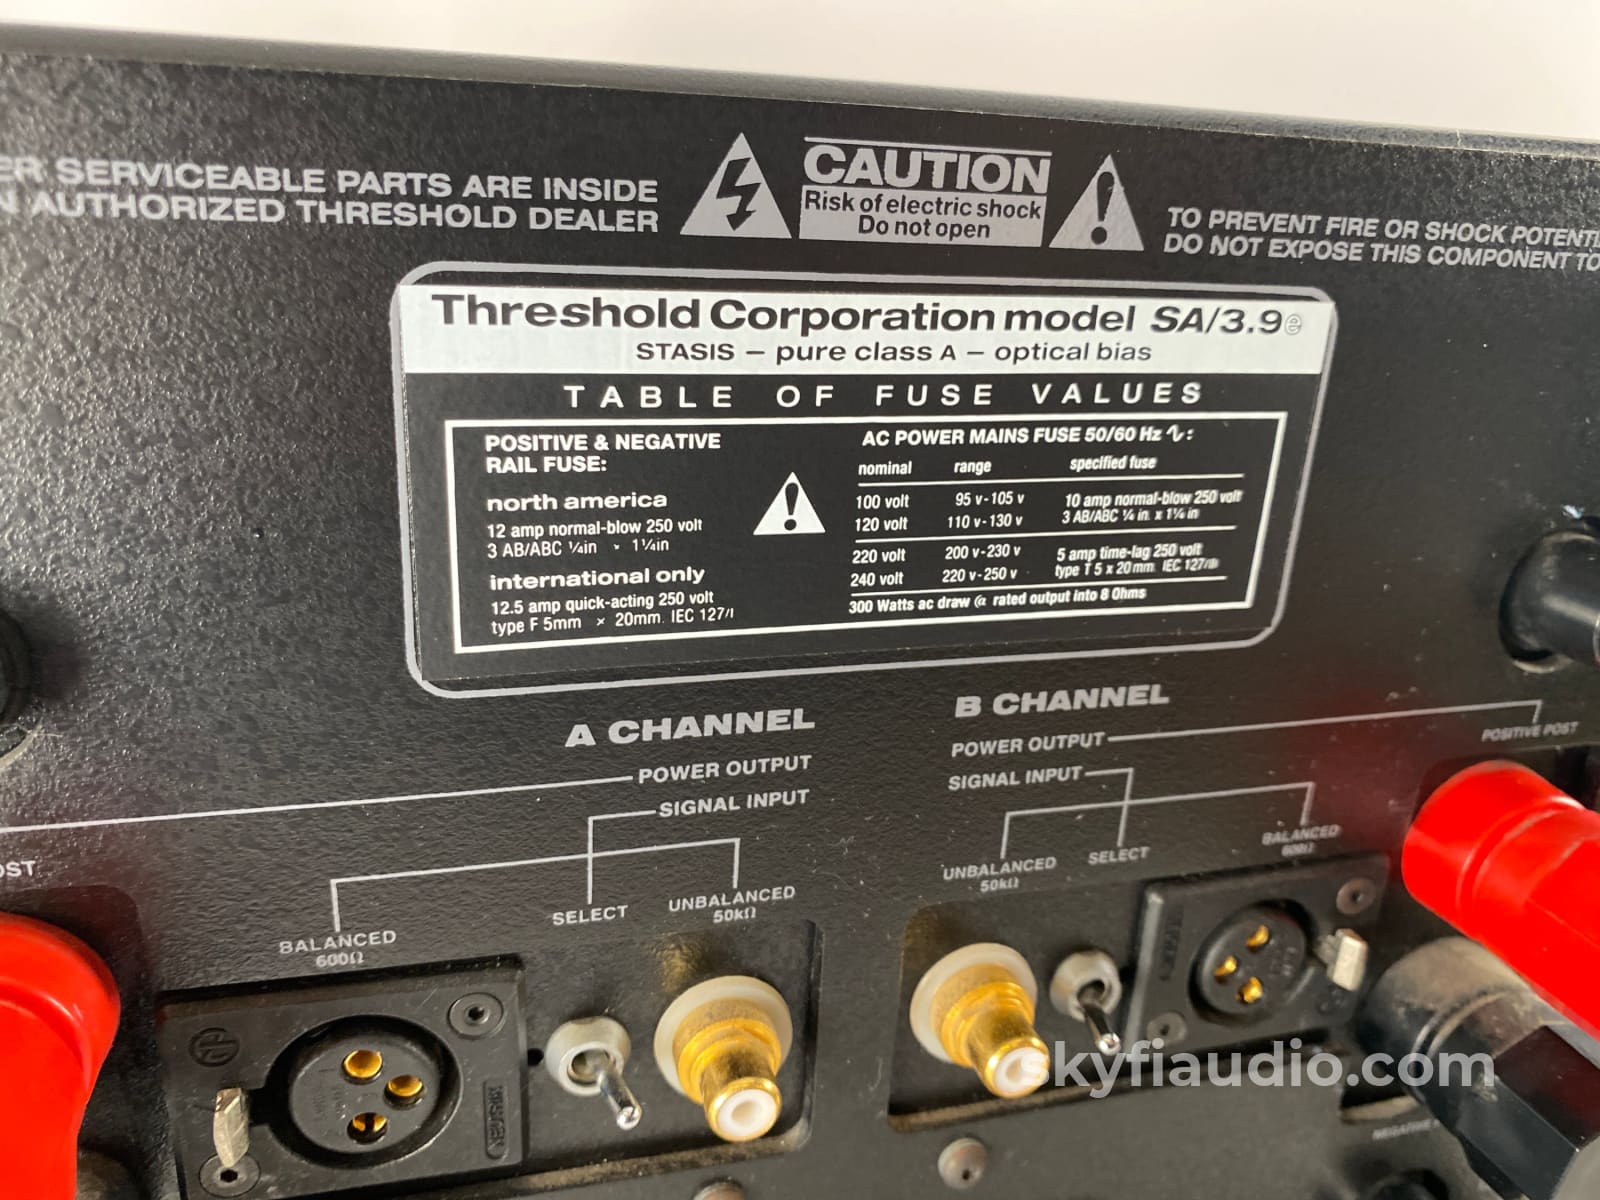 ER SERVICEABLE PARTS ARE INSIDE
N AUTHORIZED THRESHOLD DEALER
CAUTION
Risk of electric shock
Do not open
TO PREVENT FIRE OR SHOCK POTENTI
DO NOT EXPOSE THIS COMPONENT TO
Threshold Corporation model SA/3.9e
STASIS – pure class A – optical bias
TABLE OF FUSE VALUES
POSITIVE & NEGATIVE
RAIL FUSE:
north america
12 amp normal-blow 250 volt
3 AB/ABC ¼in × 1¼in
international only
12.5 amp quick-acting 250 volt
type F 5mm × 20mm. IEC 127/I
AC POWER MAINS FUSE 50/60 Hz ∿:
nominal range specified fuse
100 volt 95 v-105 v 10 amp normal-blow 250 volt
120 volt 110 v-130 v 3 AB/ABC ¼ in. x 1¼ in
220 volt 200 v-230 v 5 amp time-lag 250 volt
240 volt 220 v-250 v type T 5 x 20mm. IEC 127/III
300 Watts ac draw @ rated output into 8 Ohms
A CHANNEL
POWER OUTPUT
SIGNAL INPUT
OST
BALANCED
600Ω
SELECT
UNBALANCED
50kΩ
B CHANNEL
POWER OUTPUT
POSITIVE POST
SIGNAL INPUT
UNBALANCED
50kΩ
SELECT
BALANCED
600Ω
NEUTRIK
skyfiaudio.com
NEGATIVE